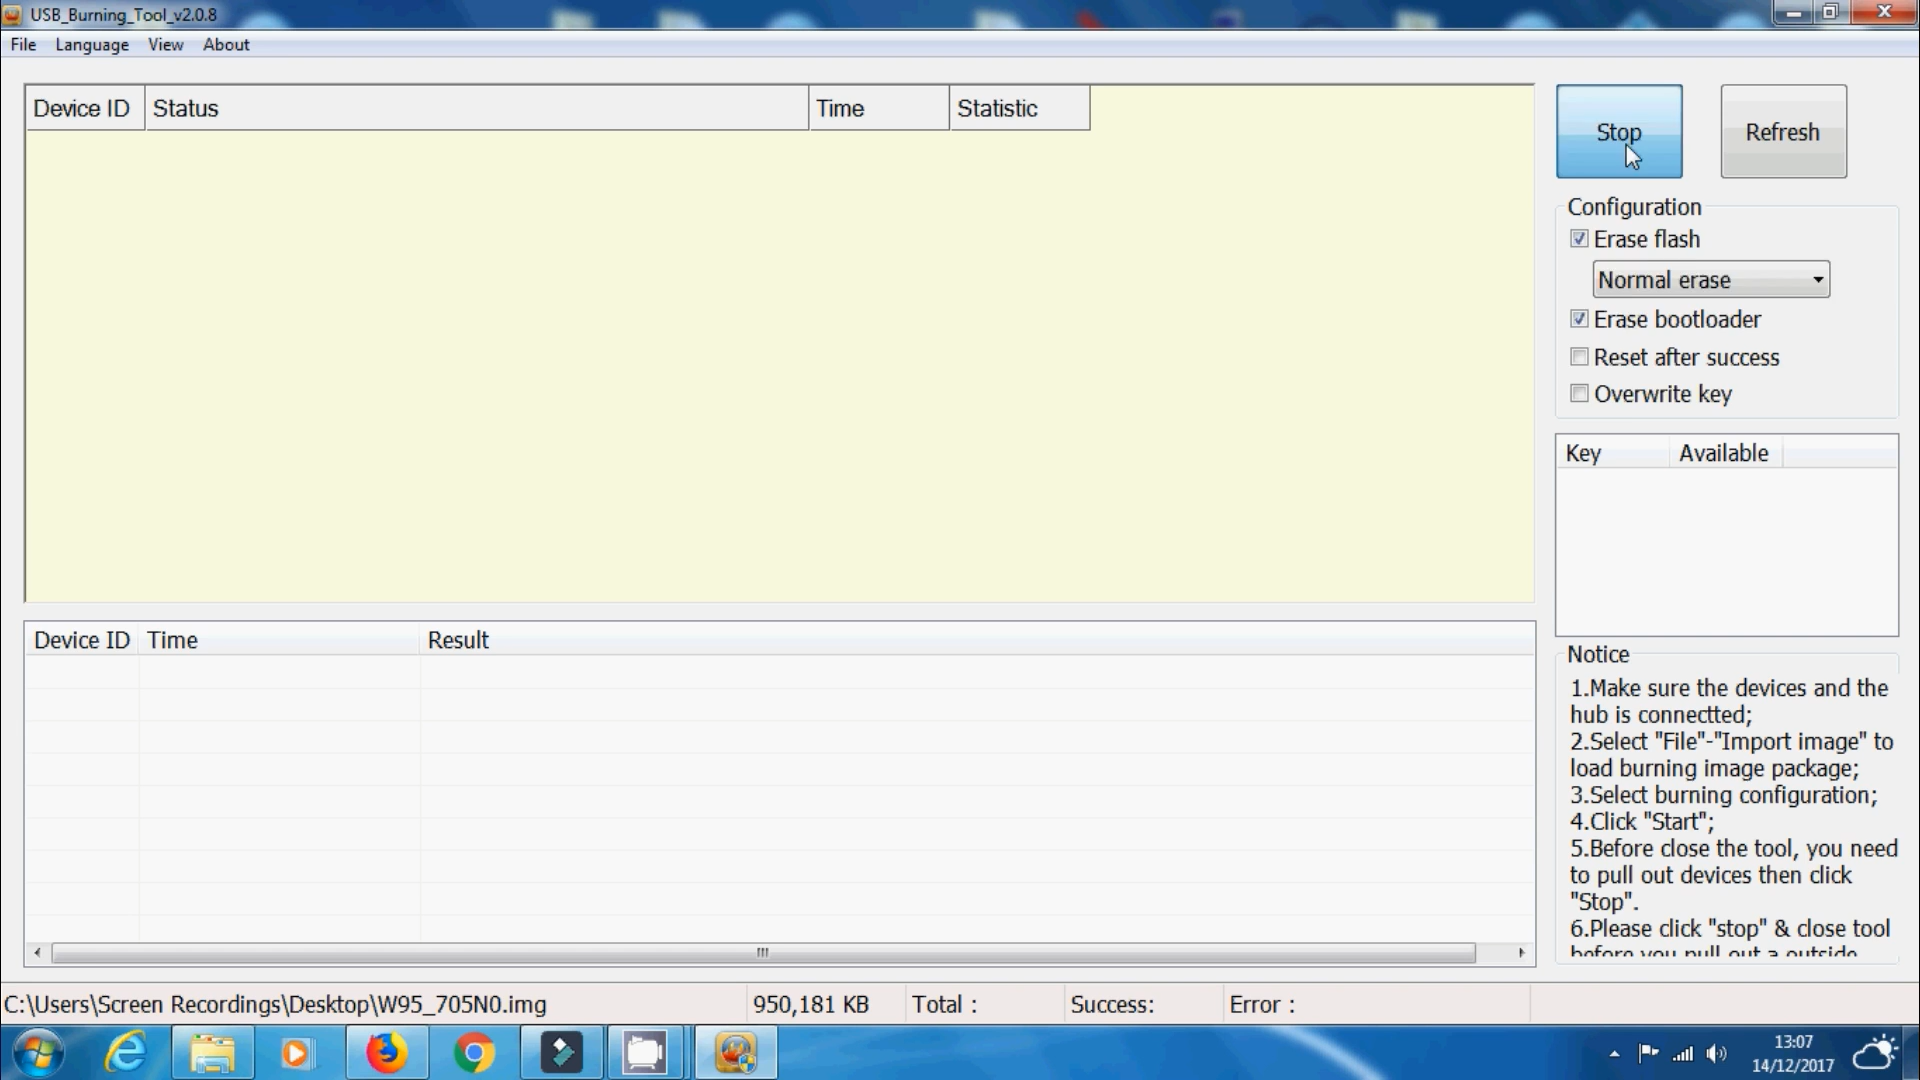 USB_Burning_Tool_v2.0.8
File Language View About
Device ID Status Time Statistic
Stop Refresh
Configuration
Erase flash
Normal erase
Erase bootloader
Reset after success
Overwrite key
Key Available
Device ID Time Result
Notice
1.Make sure the devices and the
hub is connectted;
2.Select "File"-"Import image" to
load burning image package;
3.Select burning configuration;
4.Click "Start";
5.Before close the tool, you need
to pull out devices then click
"Stop".
6.Please click "stop" & close tool
before you pull out a outside
C:\Users\Screen Recordings\Desktop\W95_705N0.img 950,181 KB Total : Success: Error :
13:07
14/12/2017